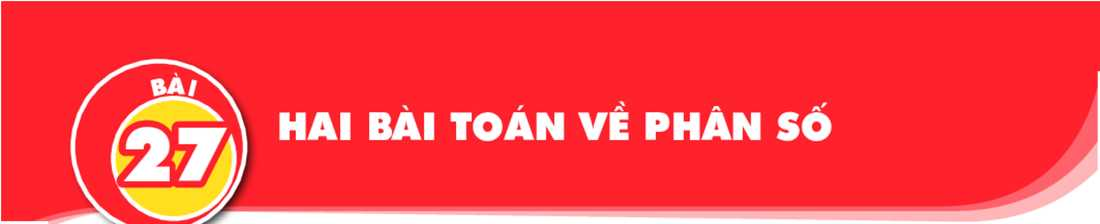 BÀI
27
HAI BÀI TOÁN VỀ PHÂN SỐ